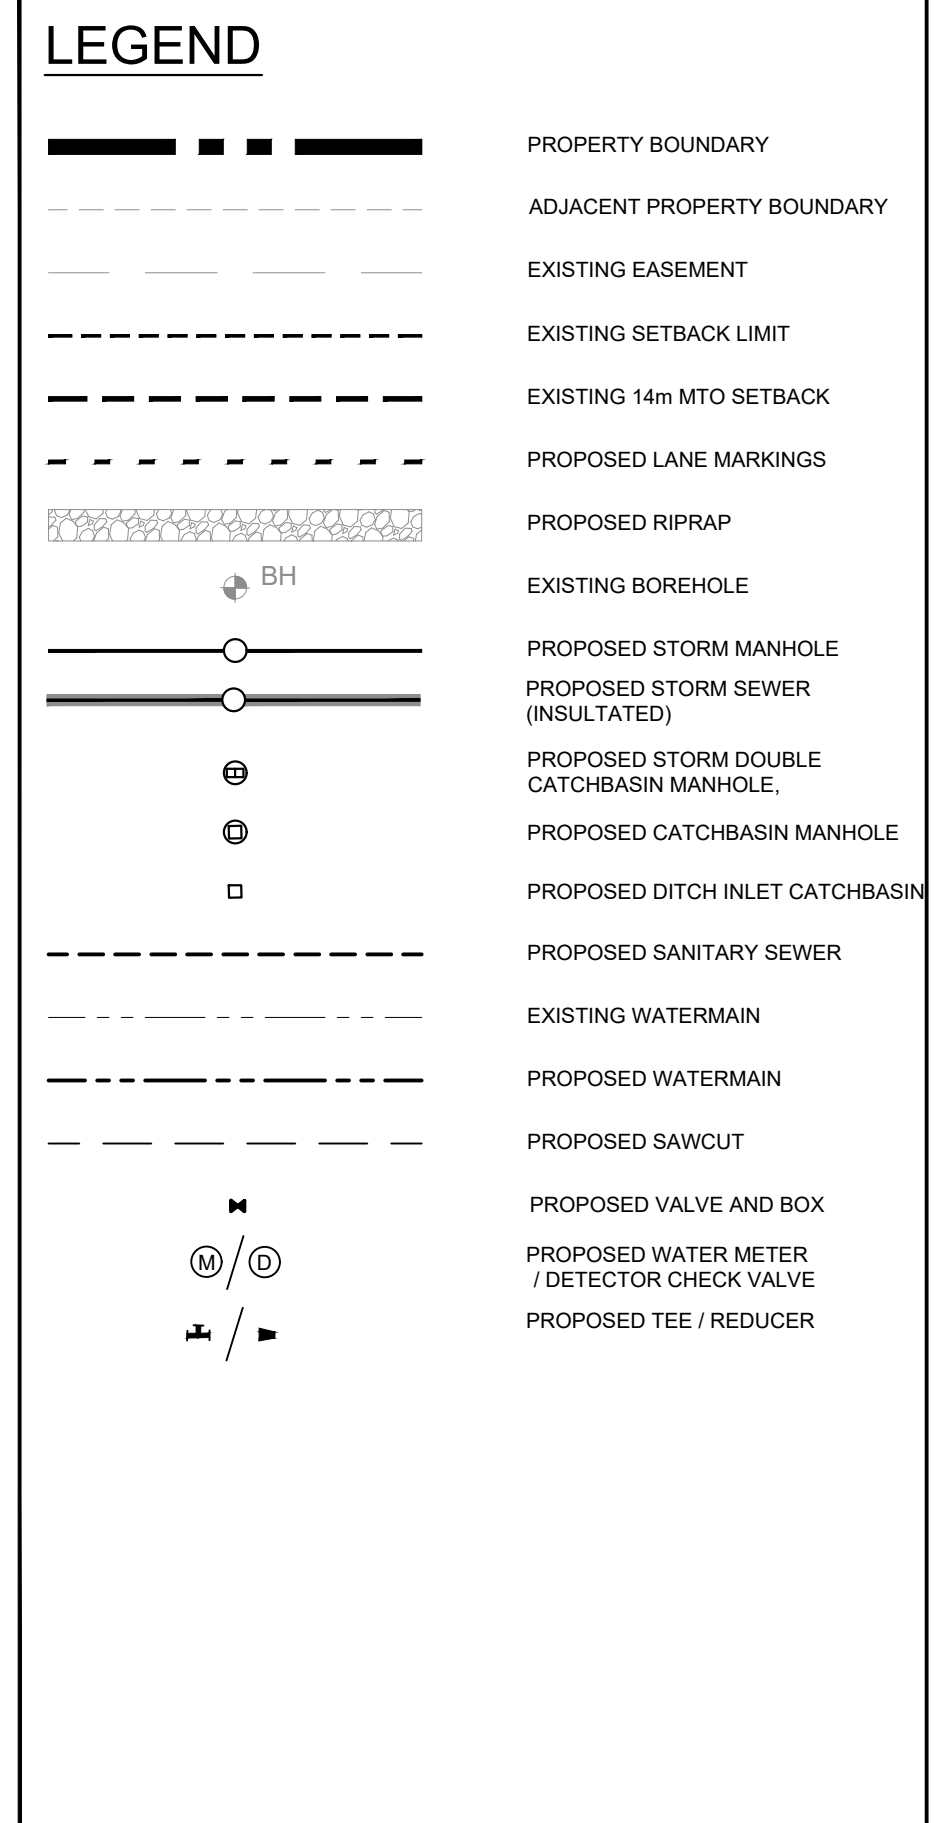 LEGEND
PROPERTY BOUNDARY
ADJACENT PROPERTY BOUNDARY
EXISTING EASEMENT
EXISTING SETBACK LIMIT
EXISTING 14m MTO SETBACK
PROPOSED LANE MARKINGS
PROPOSED RIPRAP
BH
EXISTING BOREHOLE
PROPOSED STORM MANHOLE
PROPOSED STORM SEWER
(INSULTATED)
PROPOSED STORM DOUBLE
CATCHBASIN MANHOLE,
PROPOSED CATCHBASIN MANHOLE
PROPOSED DITCH INLET CATCHBASIN
PROPOSED SANITARY SEWER
EXISTING WATERMAIN
PROPOSED WATERMAIN
PROPOSED SAWCUT
PROPOSED VALVE AND BOX
M / D
PROPOSED WATER METER
/ DETECTOR CHECK VALVE
PROPOSED TEE / REDUCER